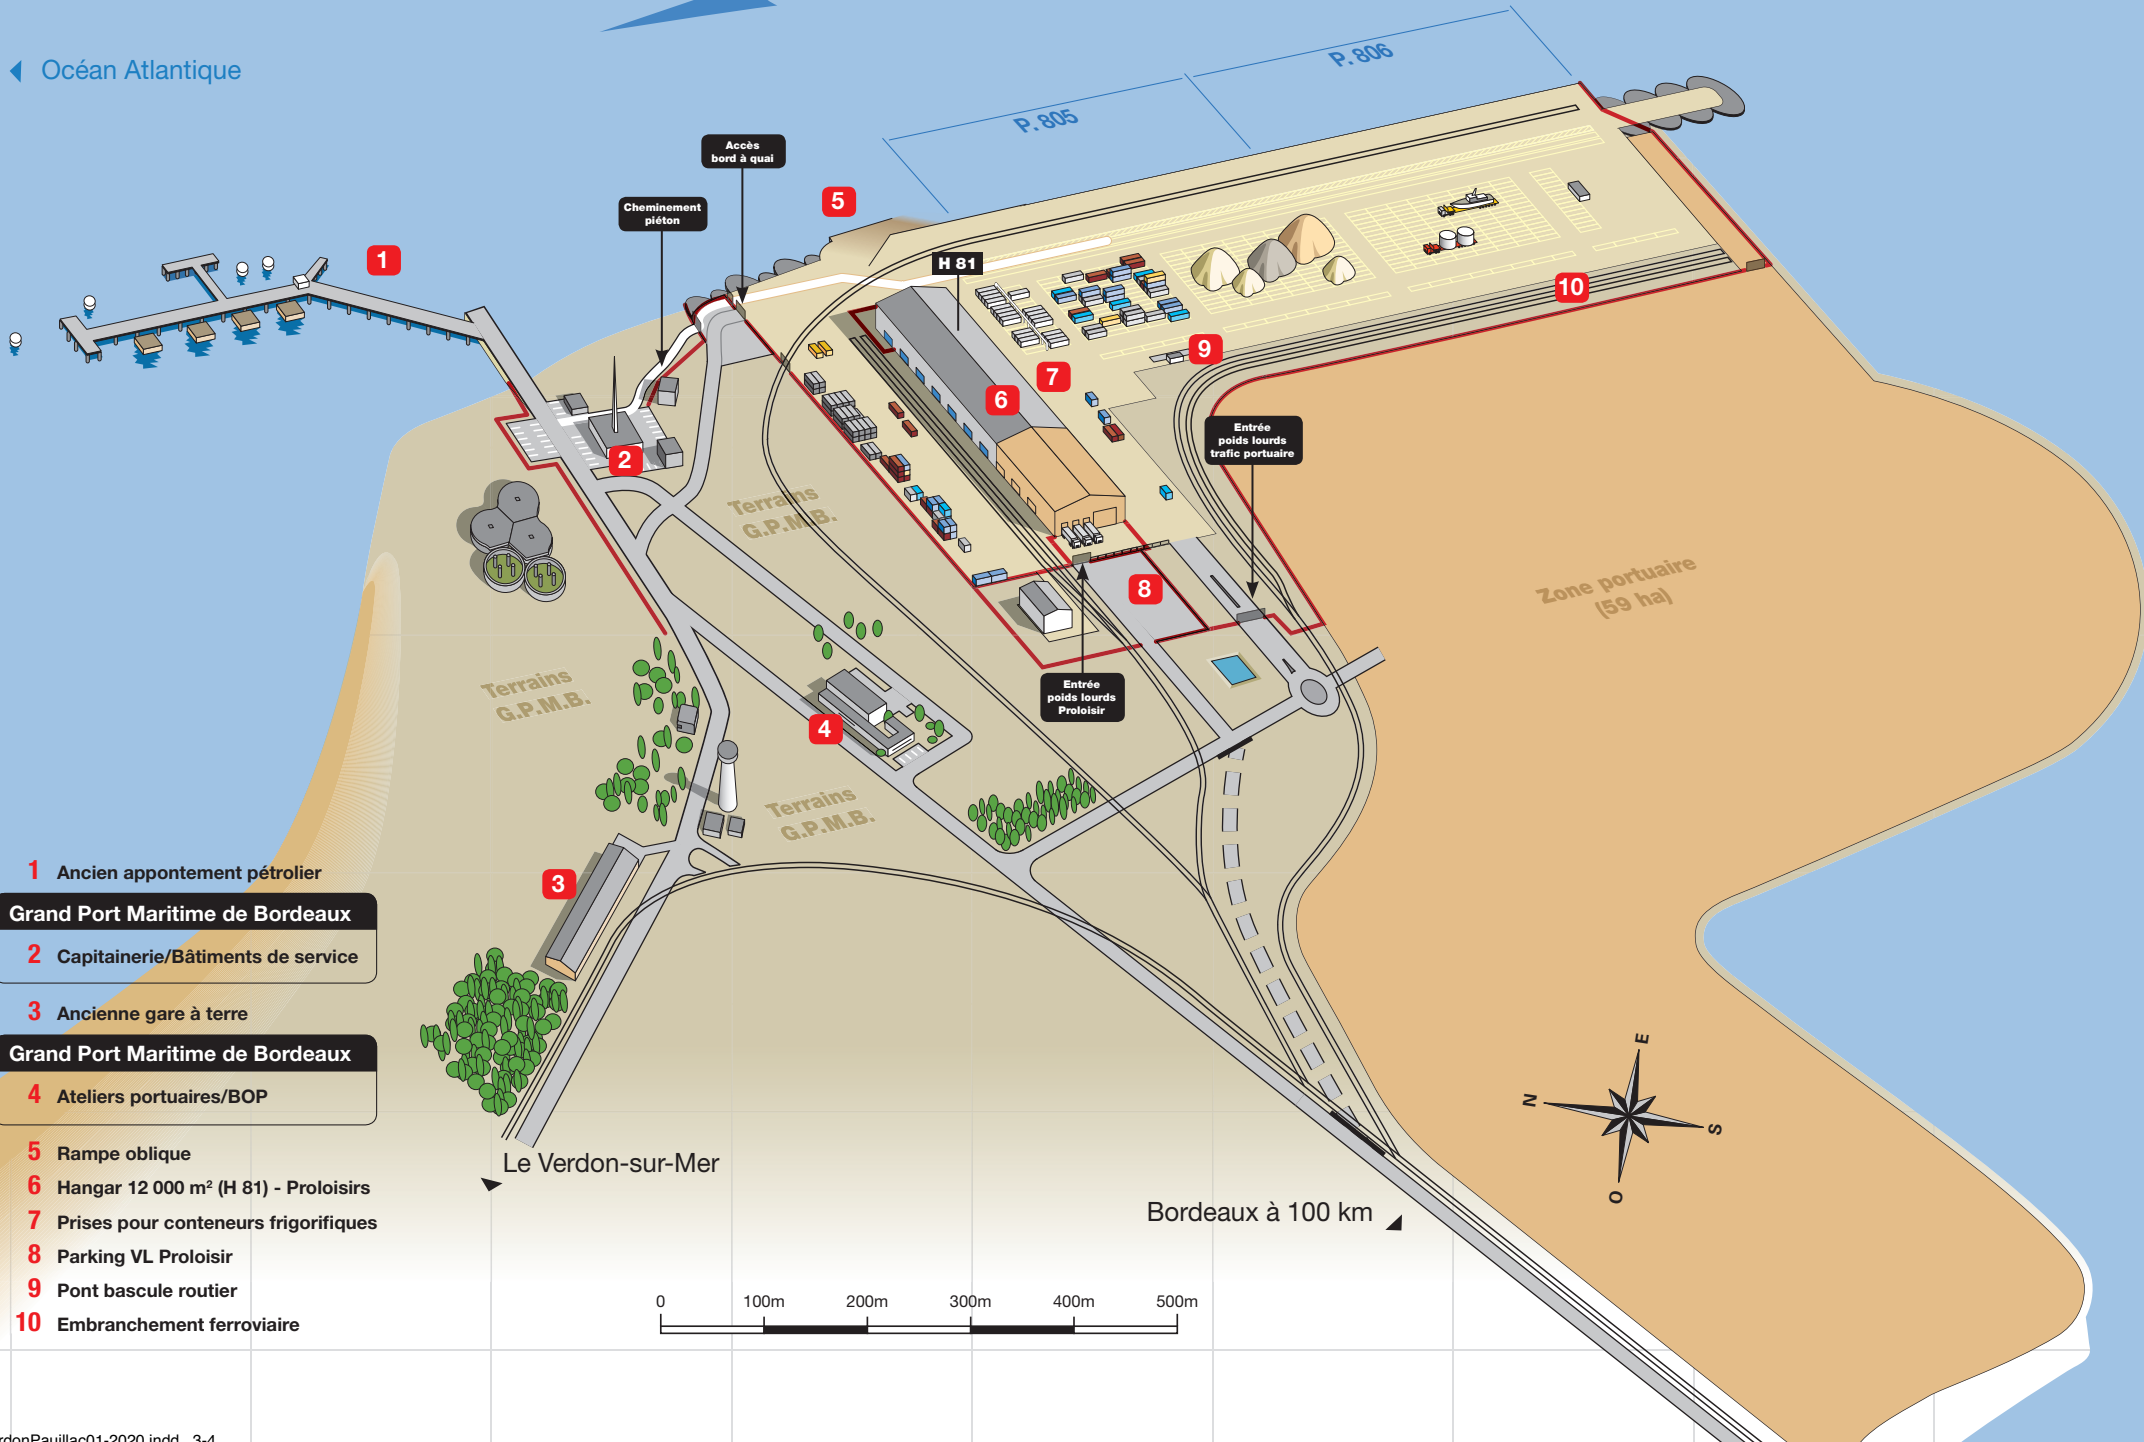 Océan Atlantique
P. 805
P. 806
Accès
bord à quai
Cheminement
piéton
5
1
H 81
10
9
7
6
Entrée
poids lourds
trafic portuaire
2
Terrains
G.P.M.B.
8
Zone portuaire
(59 ha)
Terrains
G.P.M.B.
Entrée
poids lourds
Proloisir
4
Terrains
G.P.M.B.
3
1 Ancien appontement pétrolier
Grand Port Maritime de Bordeaux
2 Capitainerie/Bâtiments de service
3 Ancienne gare à terre
Grand Port Maritime de Bordeaux
4 Ateliers portuaires/BOP
5 Rampe oblique
6 Hangar 12 000 m² (H 81) - Proloisirs
7 Prises pour conteneurs frigorifiques
8 Parking VL Proloisir
9 Pont bascule routier
10 Embranchement ferroviaire
Le Verdon-sur-Mer
Bordeaux à 100 km
E
N
S
O
0 100m 200m 300m 400m 500m
rdonPauillac01-2020.indd 3-4